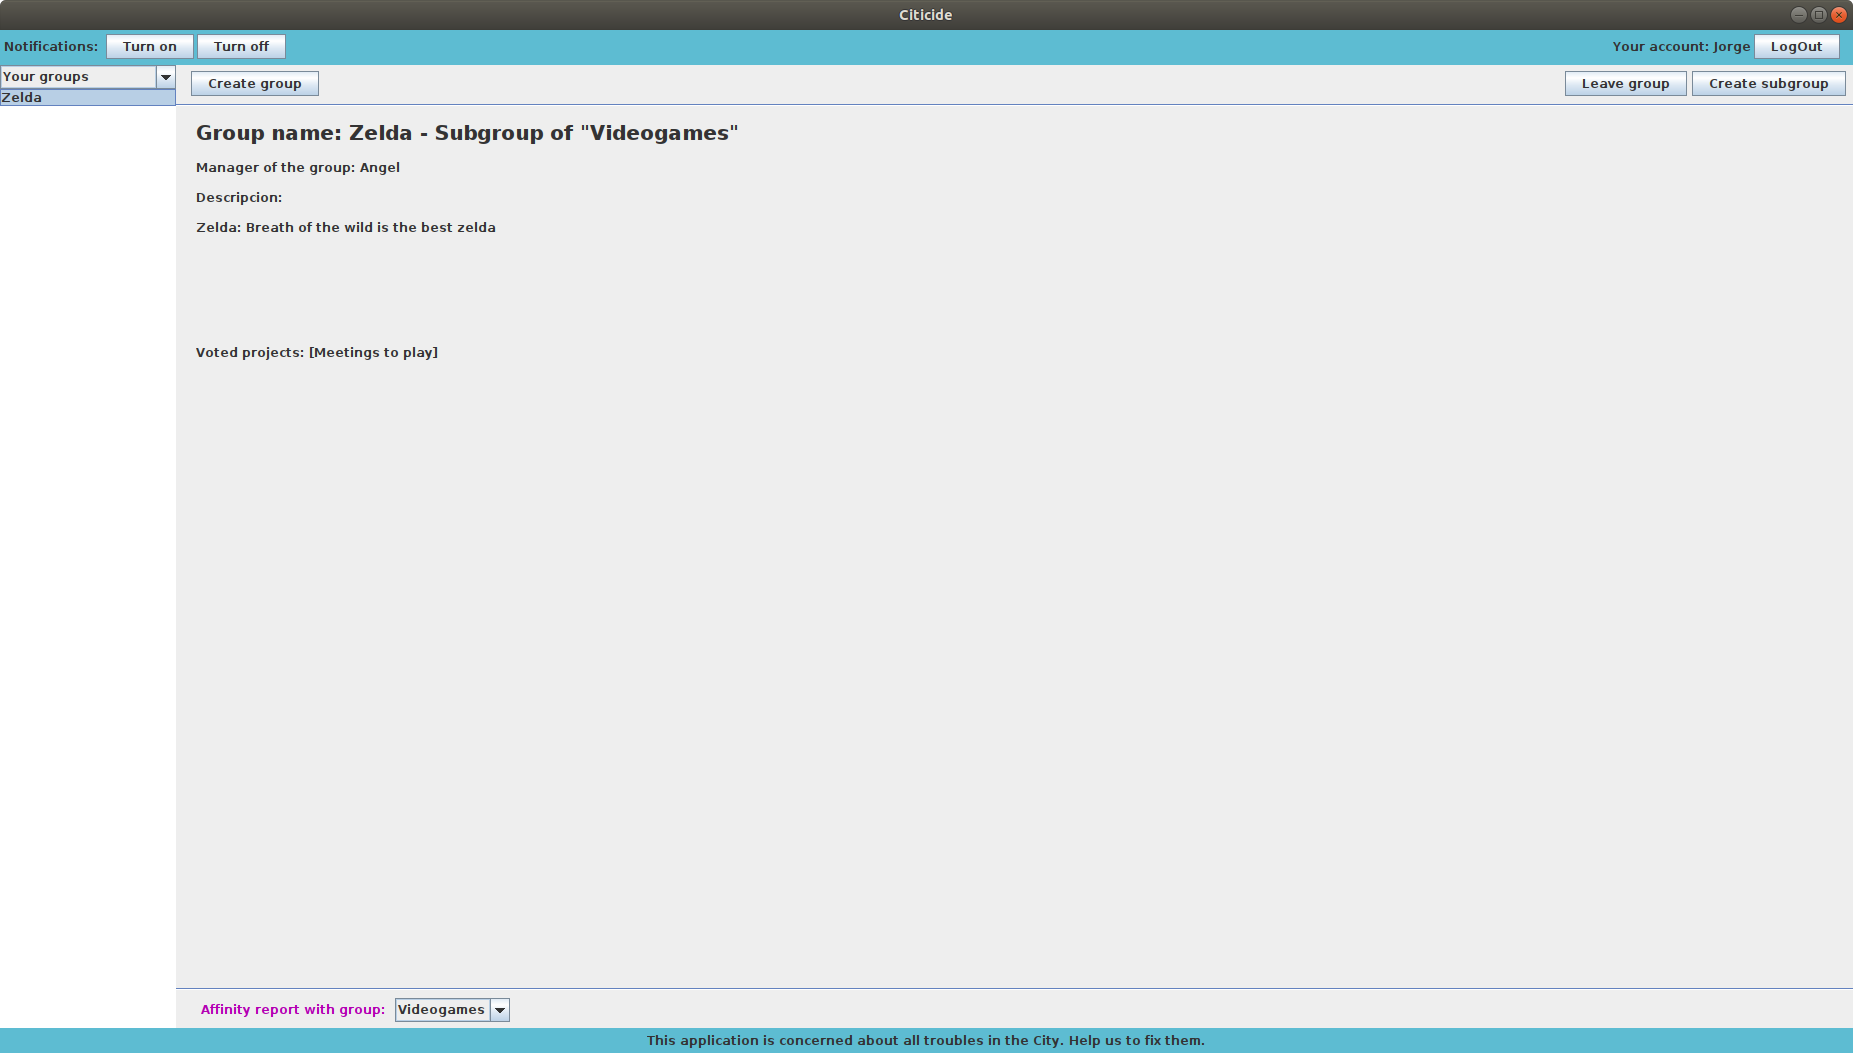 Citicide
Notifications: Turn on Turn off Your account: Jorge LogOut
Your groups Create group Leave group Create subgroup
Zelda
Group name: Zelda - Subgroup of "Videogames"
Manager of the group: Angel
Descripcion:
Zelda: Breath of the wild is the best zelda
Voted projects: [Meetings to play]
Affinity report with group: Videogames
This application is concerned about all troubles in the City. Help us to fix them.